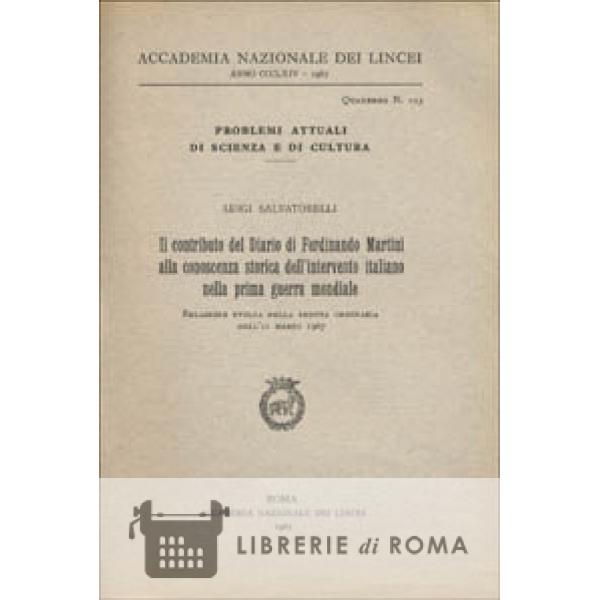 ACCADEMIA NAZIONALE DEI LINCEI
ANNO CCCLXIV – 1967
QUADERNO N. 103
PROBLEMI ATTUALI
DI SCIENZA E DI CULTURA
LUIGI SALVATORELLI
Il contributo del Diario di Ferdinando Martini
alla conoscenza storica dell'intervento italiano
nella prima guerra mondiale
RELAZIONE SVOLTA NELLA SEDUTA ORDINARIA
DELL'11 MARZO 1967
ROMA
ACCADEMIA NAZIONALE DEI LINCEI
1967
LIBRERIE di ROMA